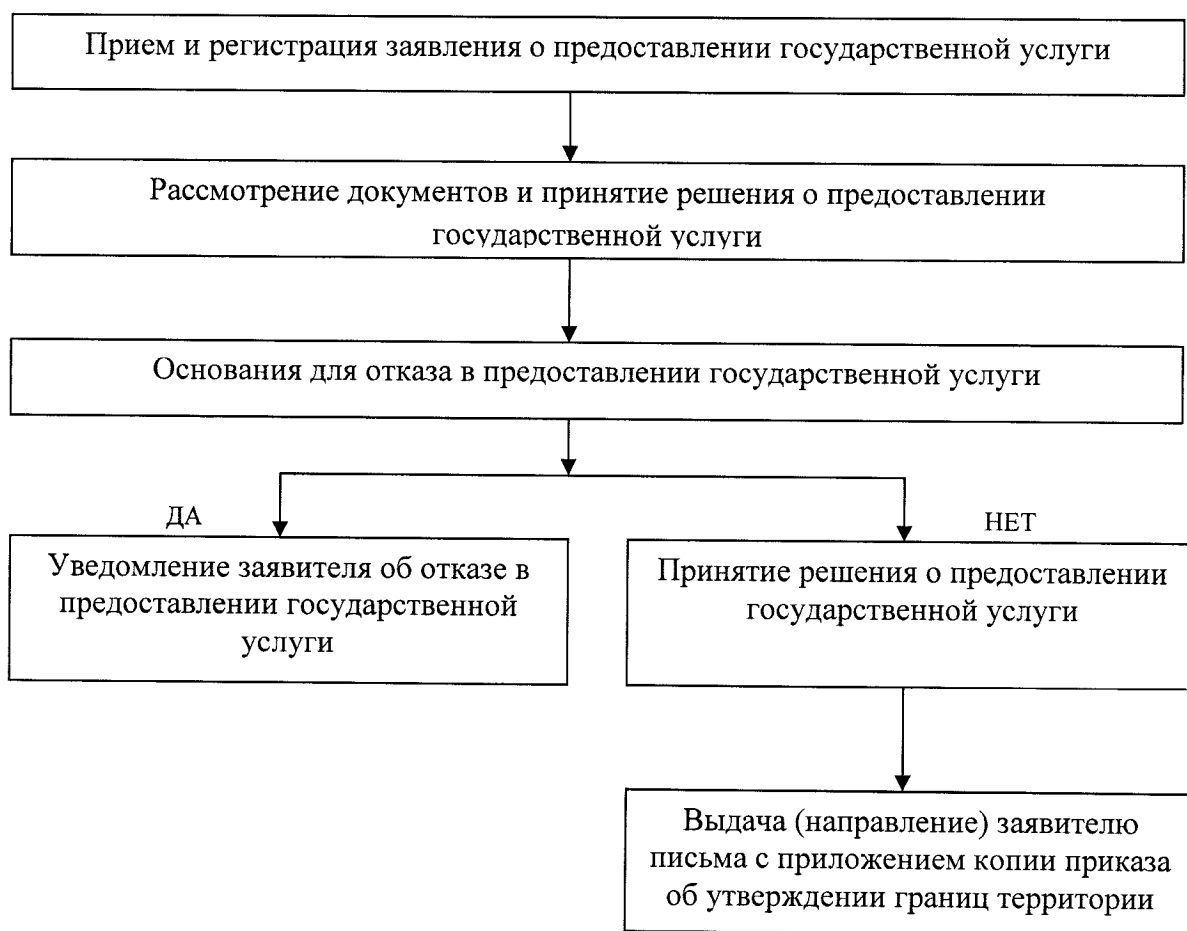 Прием и регистрация заявления о предоставлении государственной услуги
Рассмотрение документов и принятие решения о предоставлении
государственной услуги
Основания для отказа в предоставлении государственной услуги
ДА
НЕТ
Уведомление заявителя об отказе в
предоставлении государственной
услуги
Принятие решения о предоставлении
государственной услуги
Выдача (направление) заявителю
письма с приложением копии приказа
об утверждении границ территории